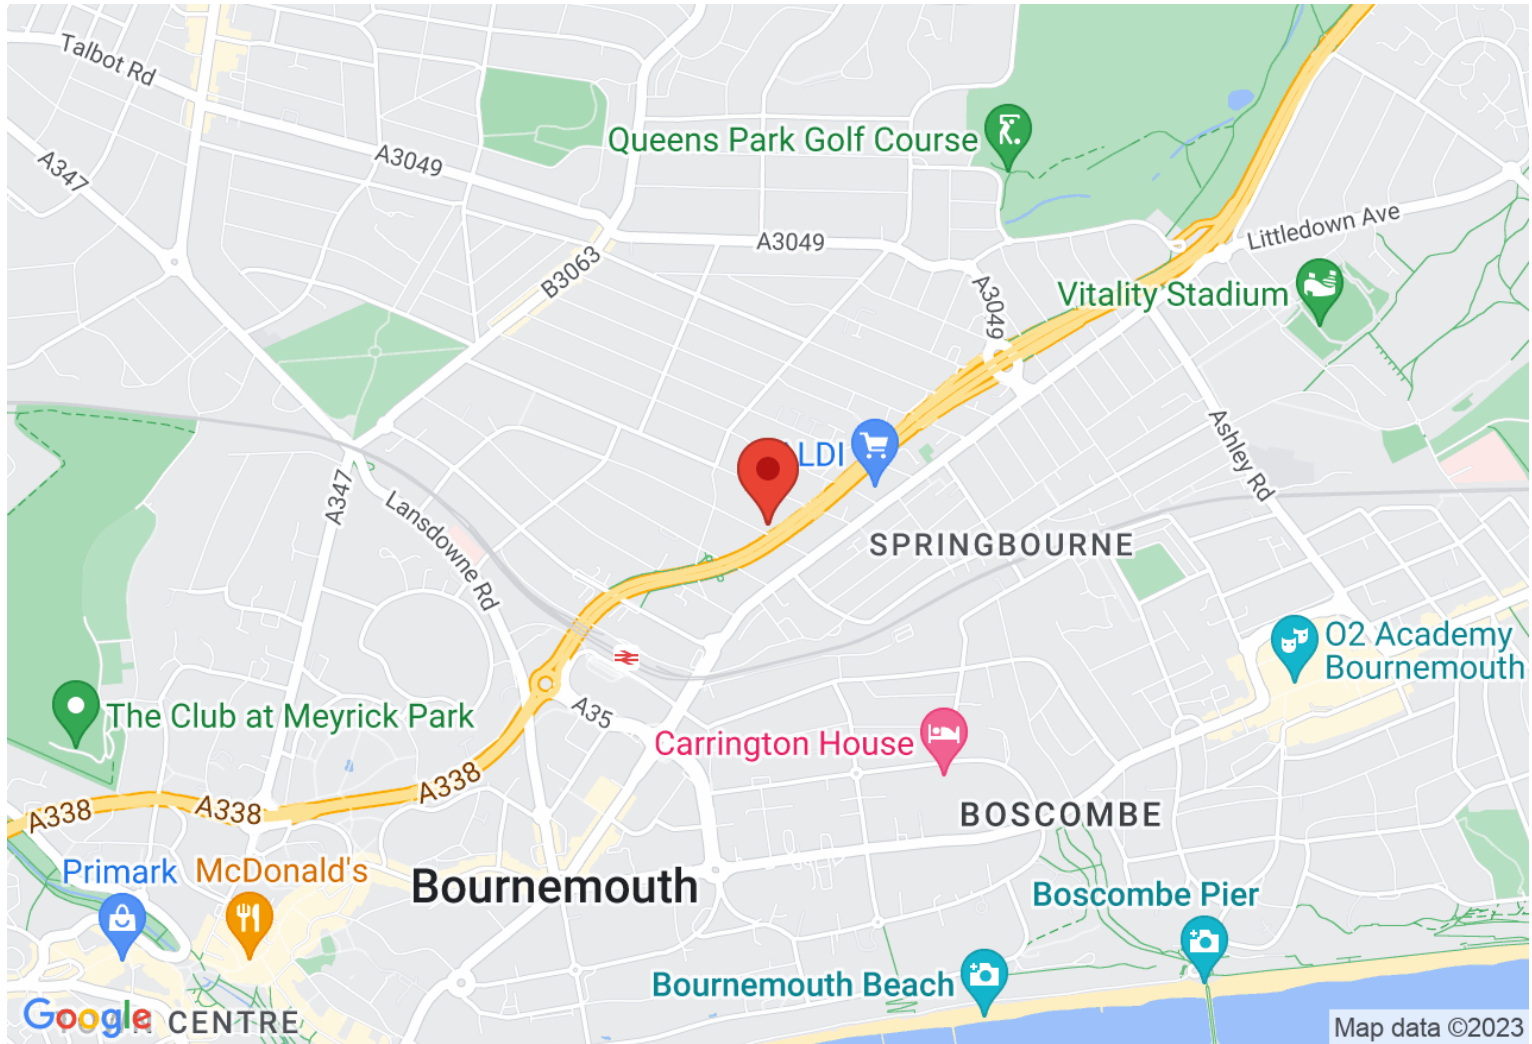 Talbot Rd
A347
A3049
Queens Park Golf Course
A3049
B3063
Littledown Ave
A3049
Vitality Stadium
Ashley Rd
LDI
A347
Lansdowne Rd
SPRINGBOURNE
O2 Academy
Bournemouth
The Club at Meyrick Park
A35
Carrington House
A338
A338
A338
BOSCOMBE
Primark
McDonald's
Bournemouth
Boscombe Pier
Bournemouth Beach
Google
CENTRE
Map data ©2023